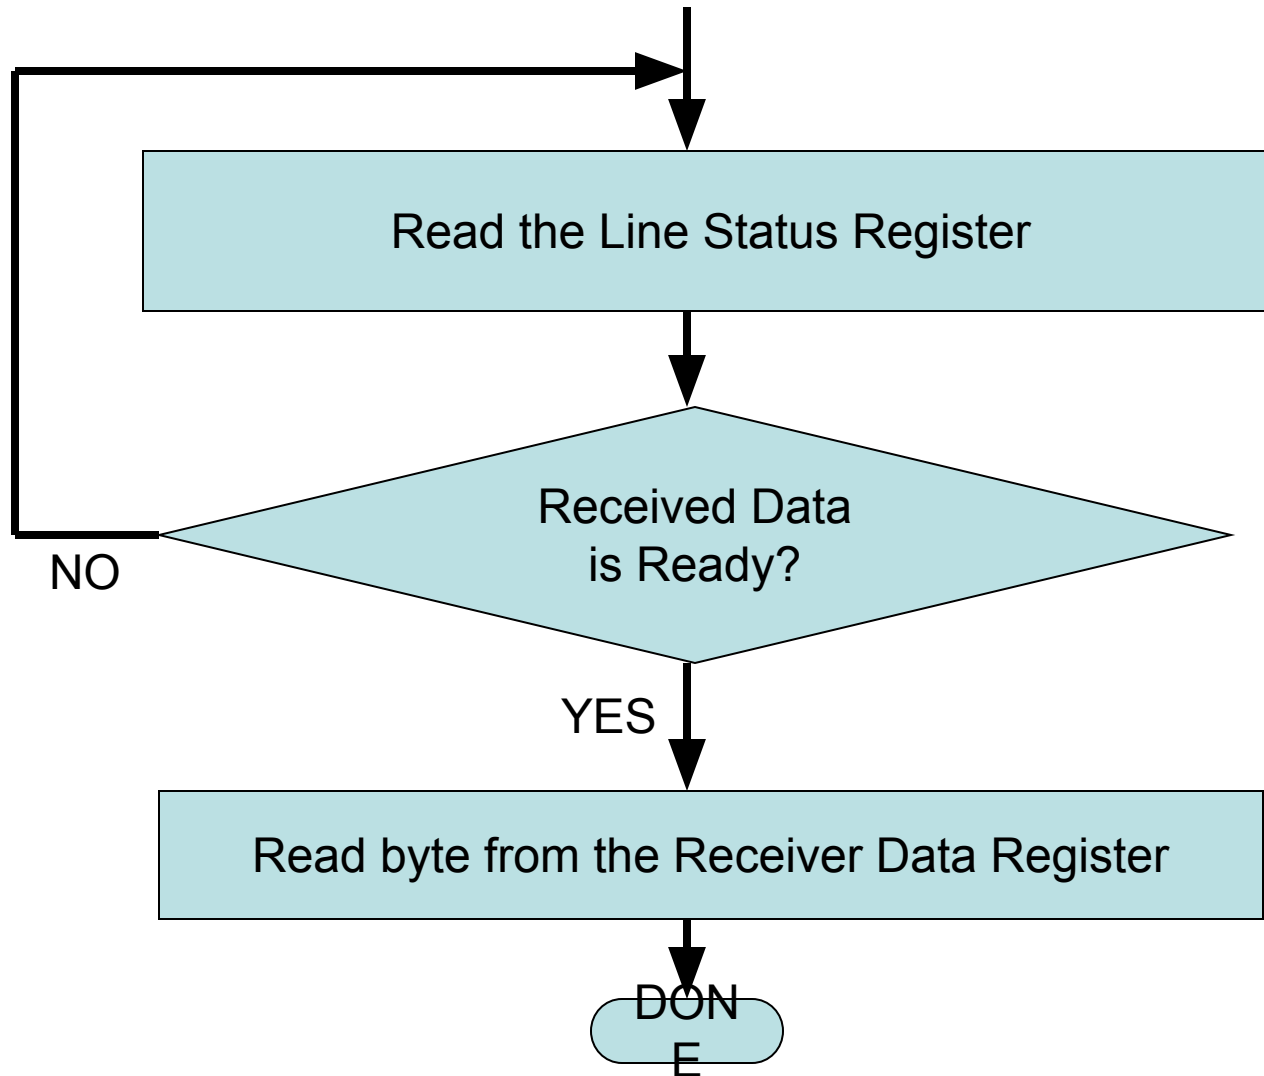 Read the Line Status Register
Received Data
is Ready?
NO
YES
Read byte from the Receiver Data Register
DON
E